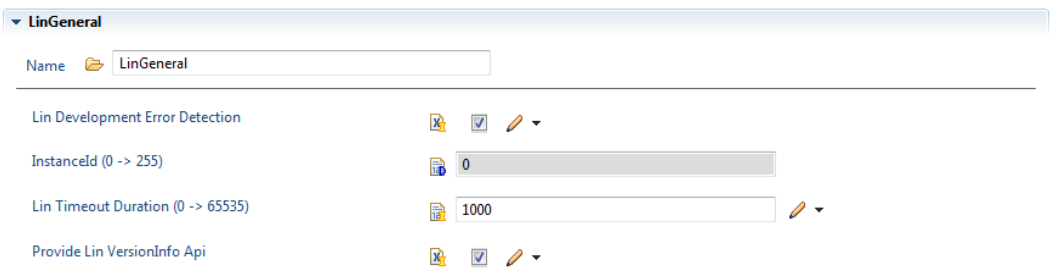 LinGeneral
Name LinGeneral
Lin Development Error Detection
InstanceId (0 -> 255) 0
Lin Timeout Duration (0 -> 65535) 1000
Provide Lin VersionInfo Api